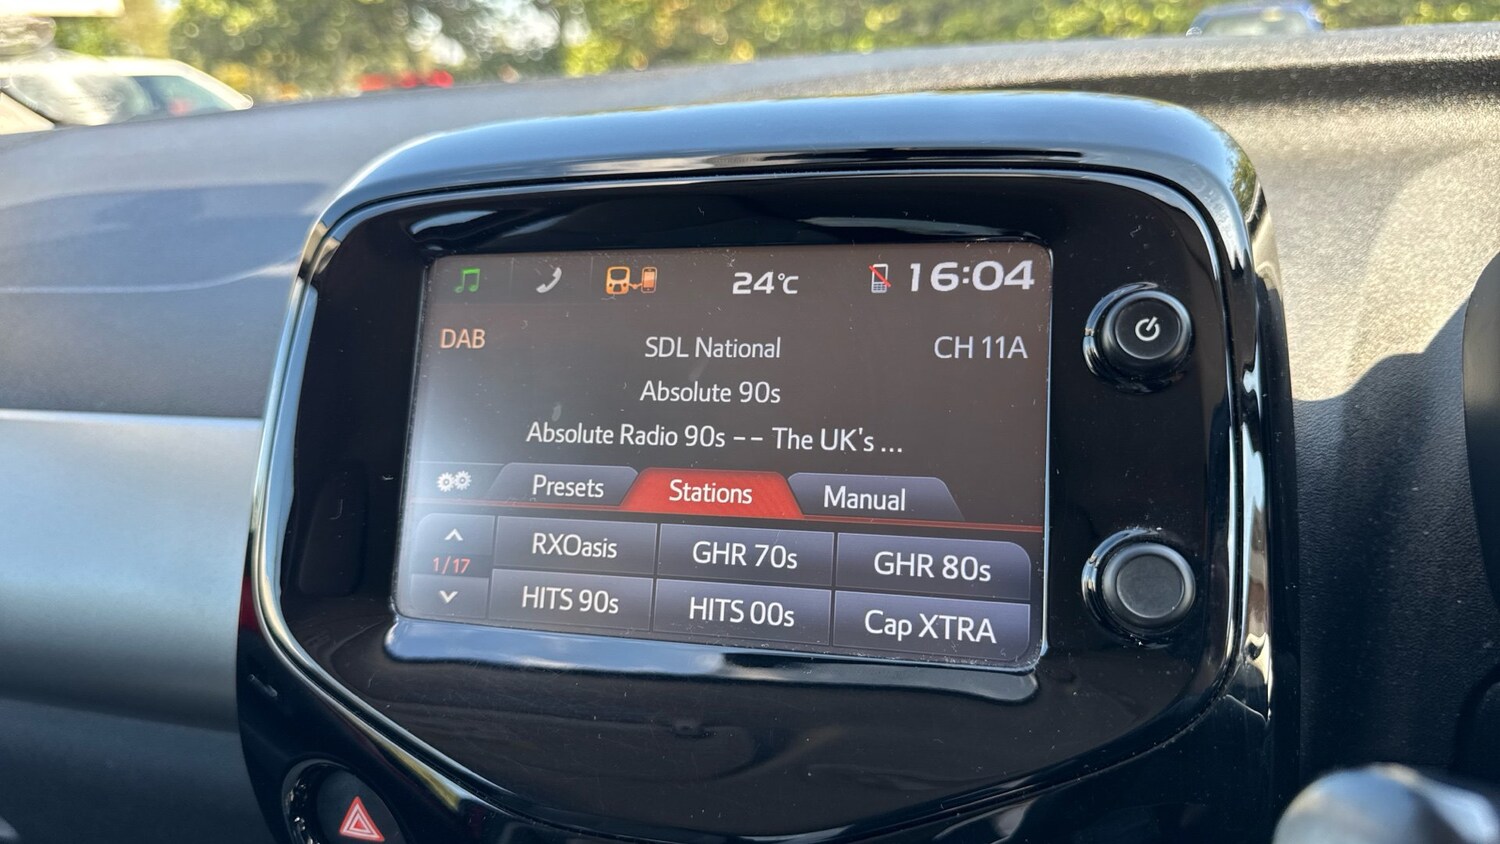 24°C 16:04
DAB SDL National CH 11A
Absolute 90s
Absolute Radio 90s -- The UK's ...
Presets Stations Manual
RXOasis GHR 70s GHR 80s
1/17
HITS 90s HITS 00s Cap XTRA